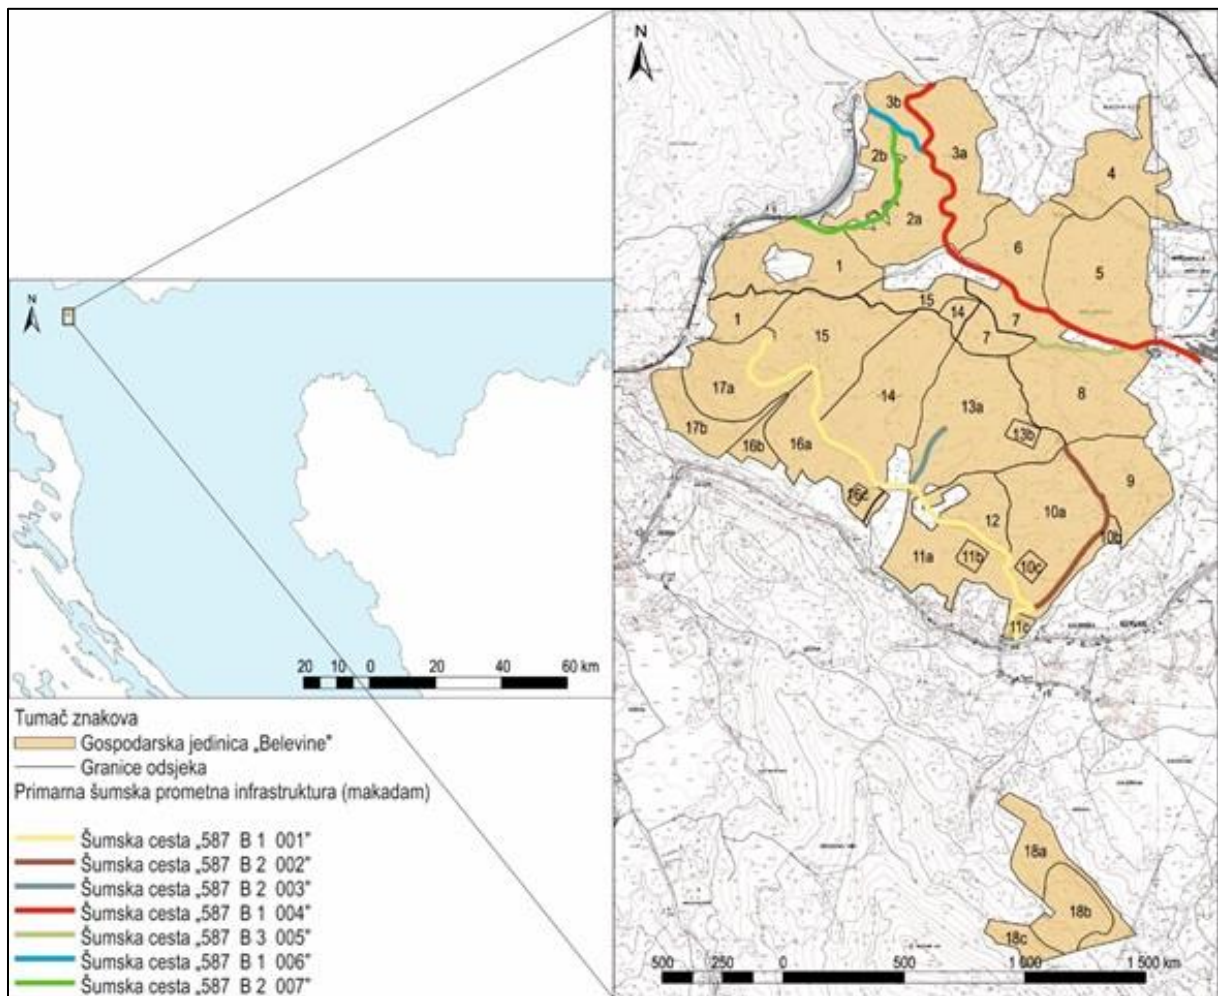 N
20 10 0 20 40 60 km
Tumač znakova
Gospodarska jedinica „Belevine"
Granice odsjeka
Primarna šumska prometna infrastruktura (makadam)
Šumska cesta „587 B 1 001"
Šumska cesta „587 B 2 002"
Šumska cesta „587 B 2 003"
Šumska cesta „587 B 1 004"
Šumska cesta „587 B 3 005"
Šumska cesta „587 B 1 006"
Šumska cesta „587 B 2 007"
N
3b
2b
3a
4
2a
6
5
1
15
14
7
1
15
7
17a
14
13a
8
17b
16b
16a
13b
9
16c
12
10a
10b
11a
11b
10c
11c
18a
18b
18c
500 0 500 1 000 1 500 km